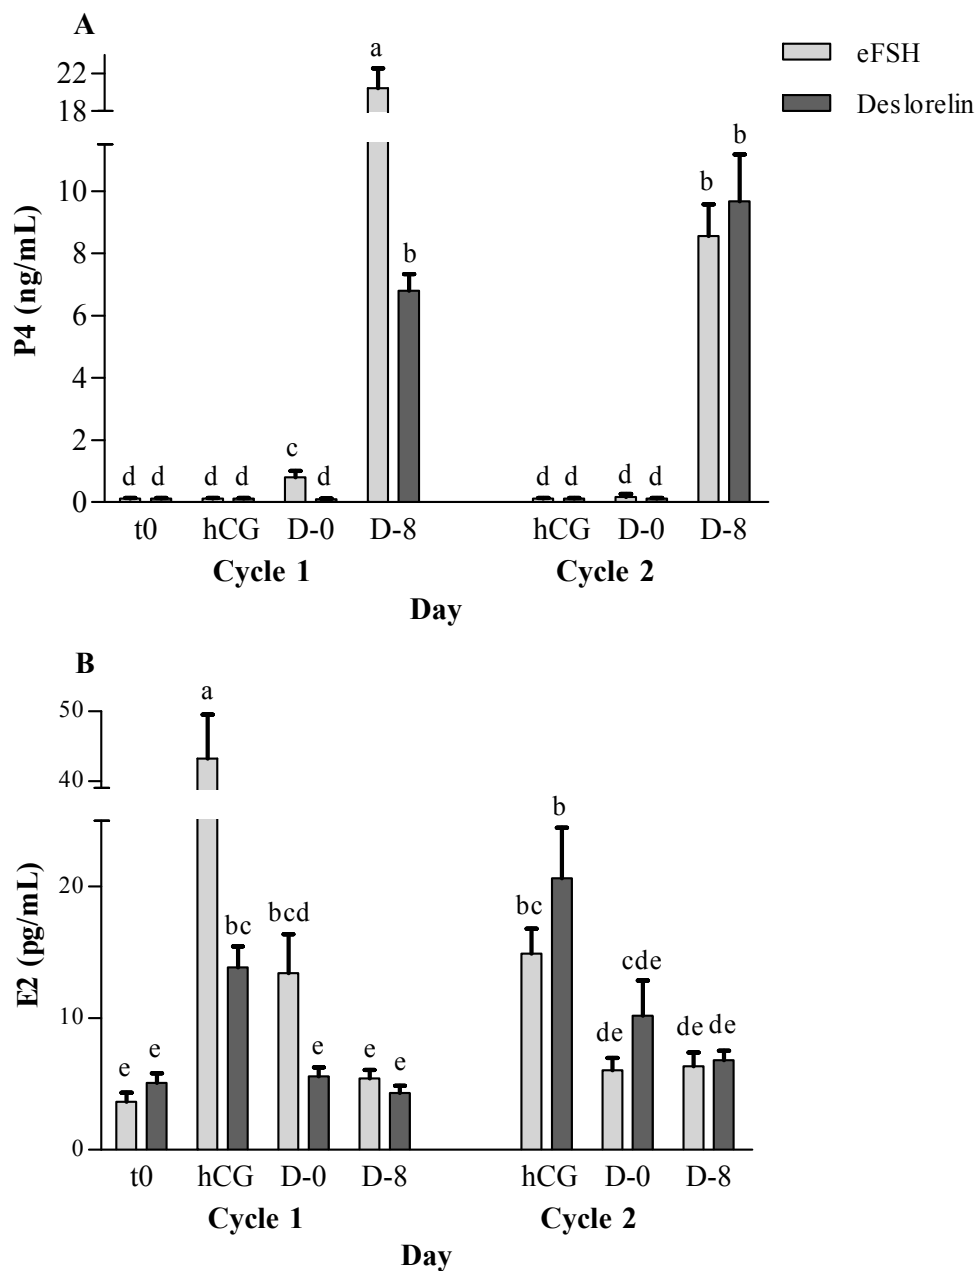 A
eFSH
Deslorelin
P4 (ng/mL)
22
18
10
8
6
4
2
0
a
b
b
b
d d d d c d d d d d
t0 hCG D-0 D-8 hCG D-0 D-8
Cycle 1 Cycle 2
Day
B
E2 (pg/mL)
50
40
20
10
0
a
b
bc bcd bc
cde
e e e e e de de de
t0 hCG D-0 D-8 hCG D-0 D-8
Cycle 1 Cycle 2
Day